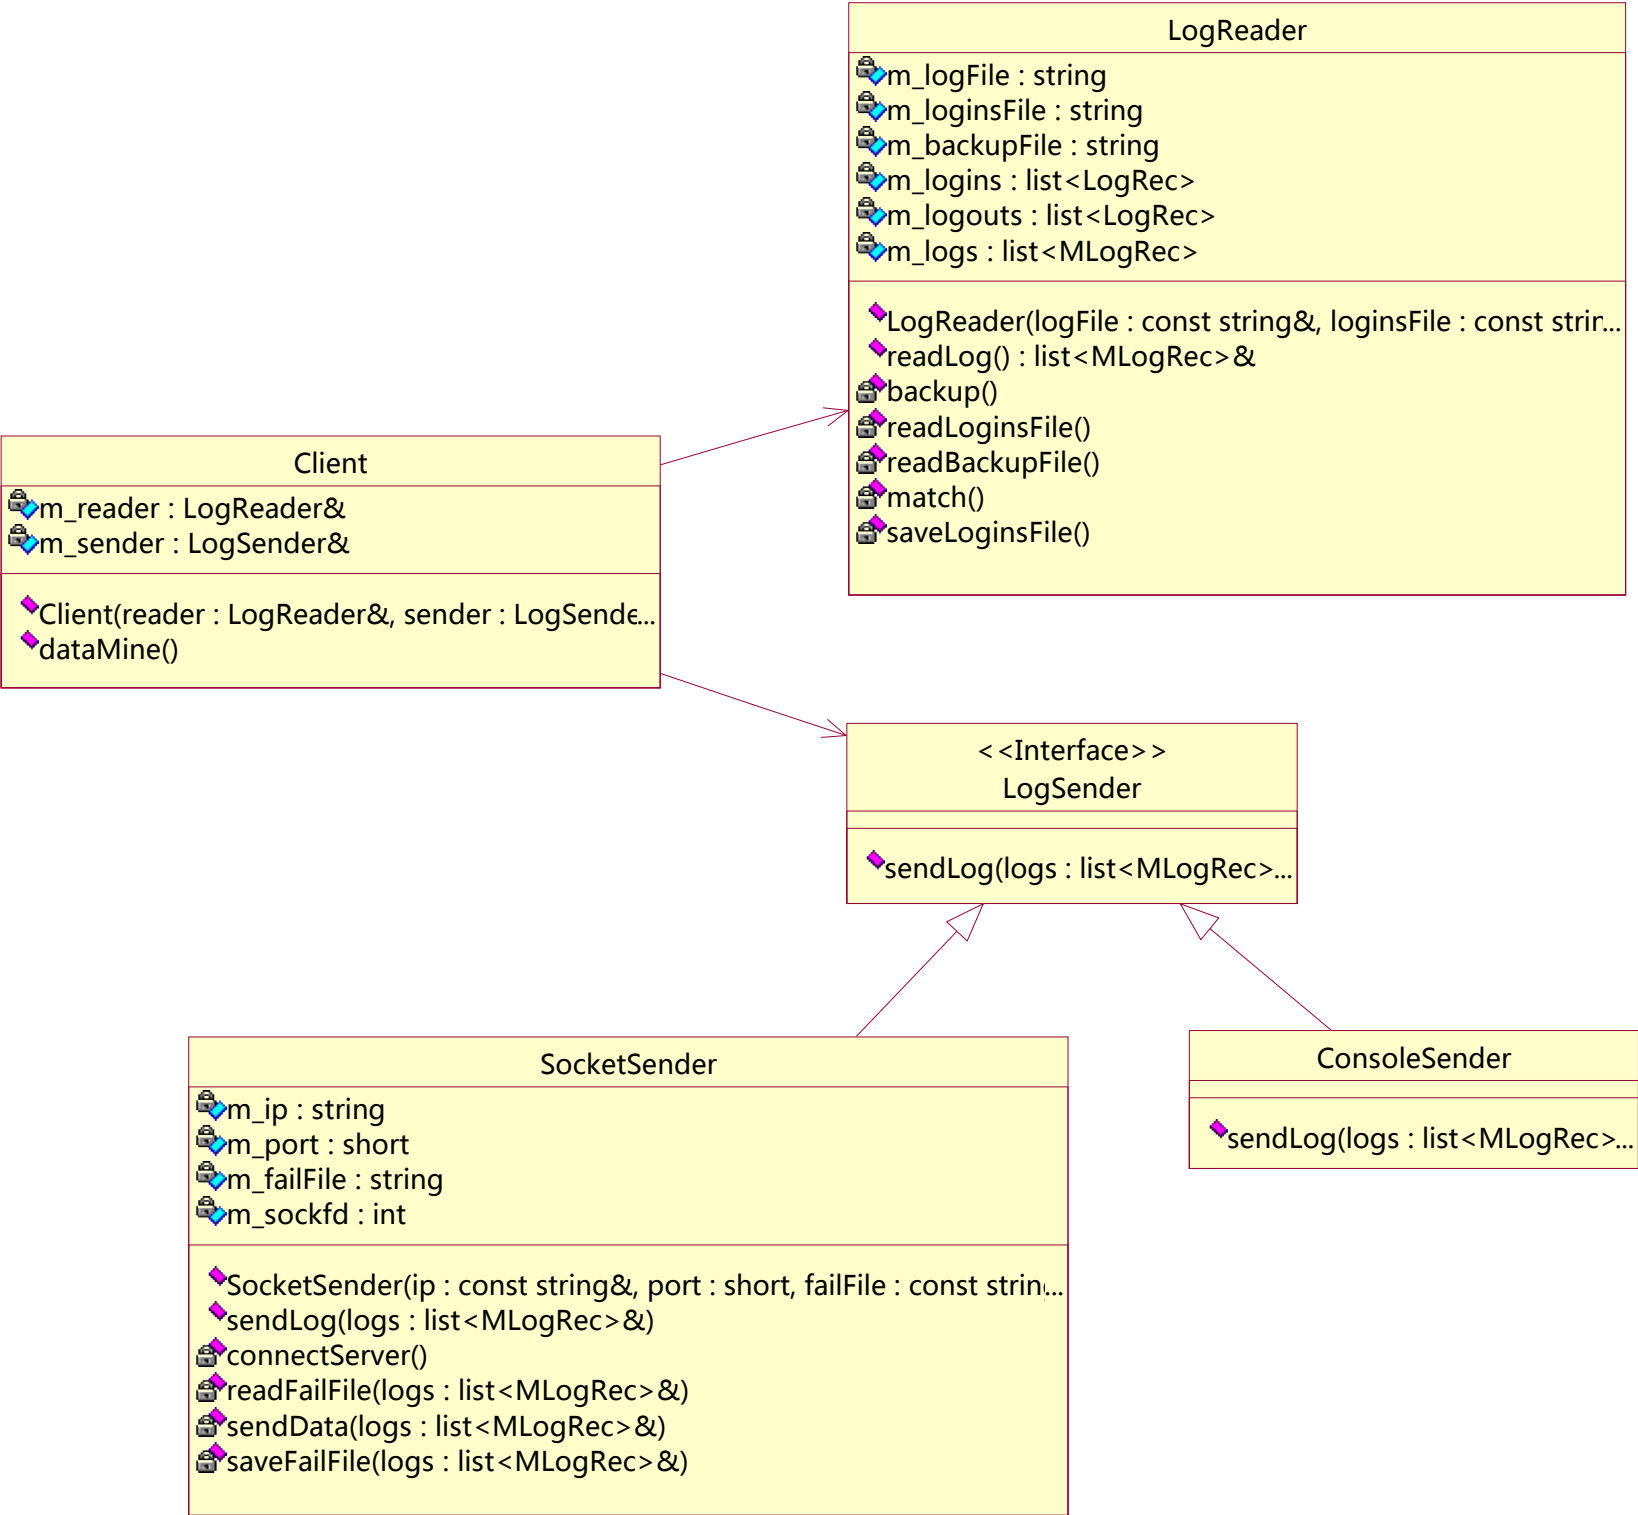 LogReader
m_logFile : string
m_loginsFile : string
m_backupFile : string
m_logins : list<LogRec>
m_logouts : list<LogRec>
m_logs : list<MLogRec>
LogReader(logFile : const string&, loginsFile : const strin...
readLog() : list<MLogRec>&
backup()
readLoginsFile()
readBackupFile()
match()
saveLoginsFile()
Client
m_reader : LogReader&
m_sender : LogSender&
Client(reader : LogReader&, sender : LogSende...
dataMine()
<<Interface>>
LogSender
sendLog(logs : list<MLogRec>...
SocketSender
m_ip : string
m_port : short
m_failFile : string
m_sockfd : int
SocketSender(ip : const string&, port : short, failFile : const string...
sendLog(logs : list<MLogRec>&)
connectServer()
readFailFile(logs : list<MLogRec>&)
sendData(logs : list<MLogRec>&)
saveFailFile(logs : list<MLogRec>&)
ConsoleSender
sendLog(logs : list<MLogRec>...